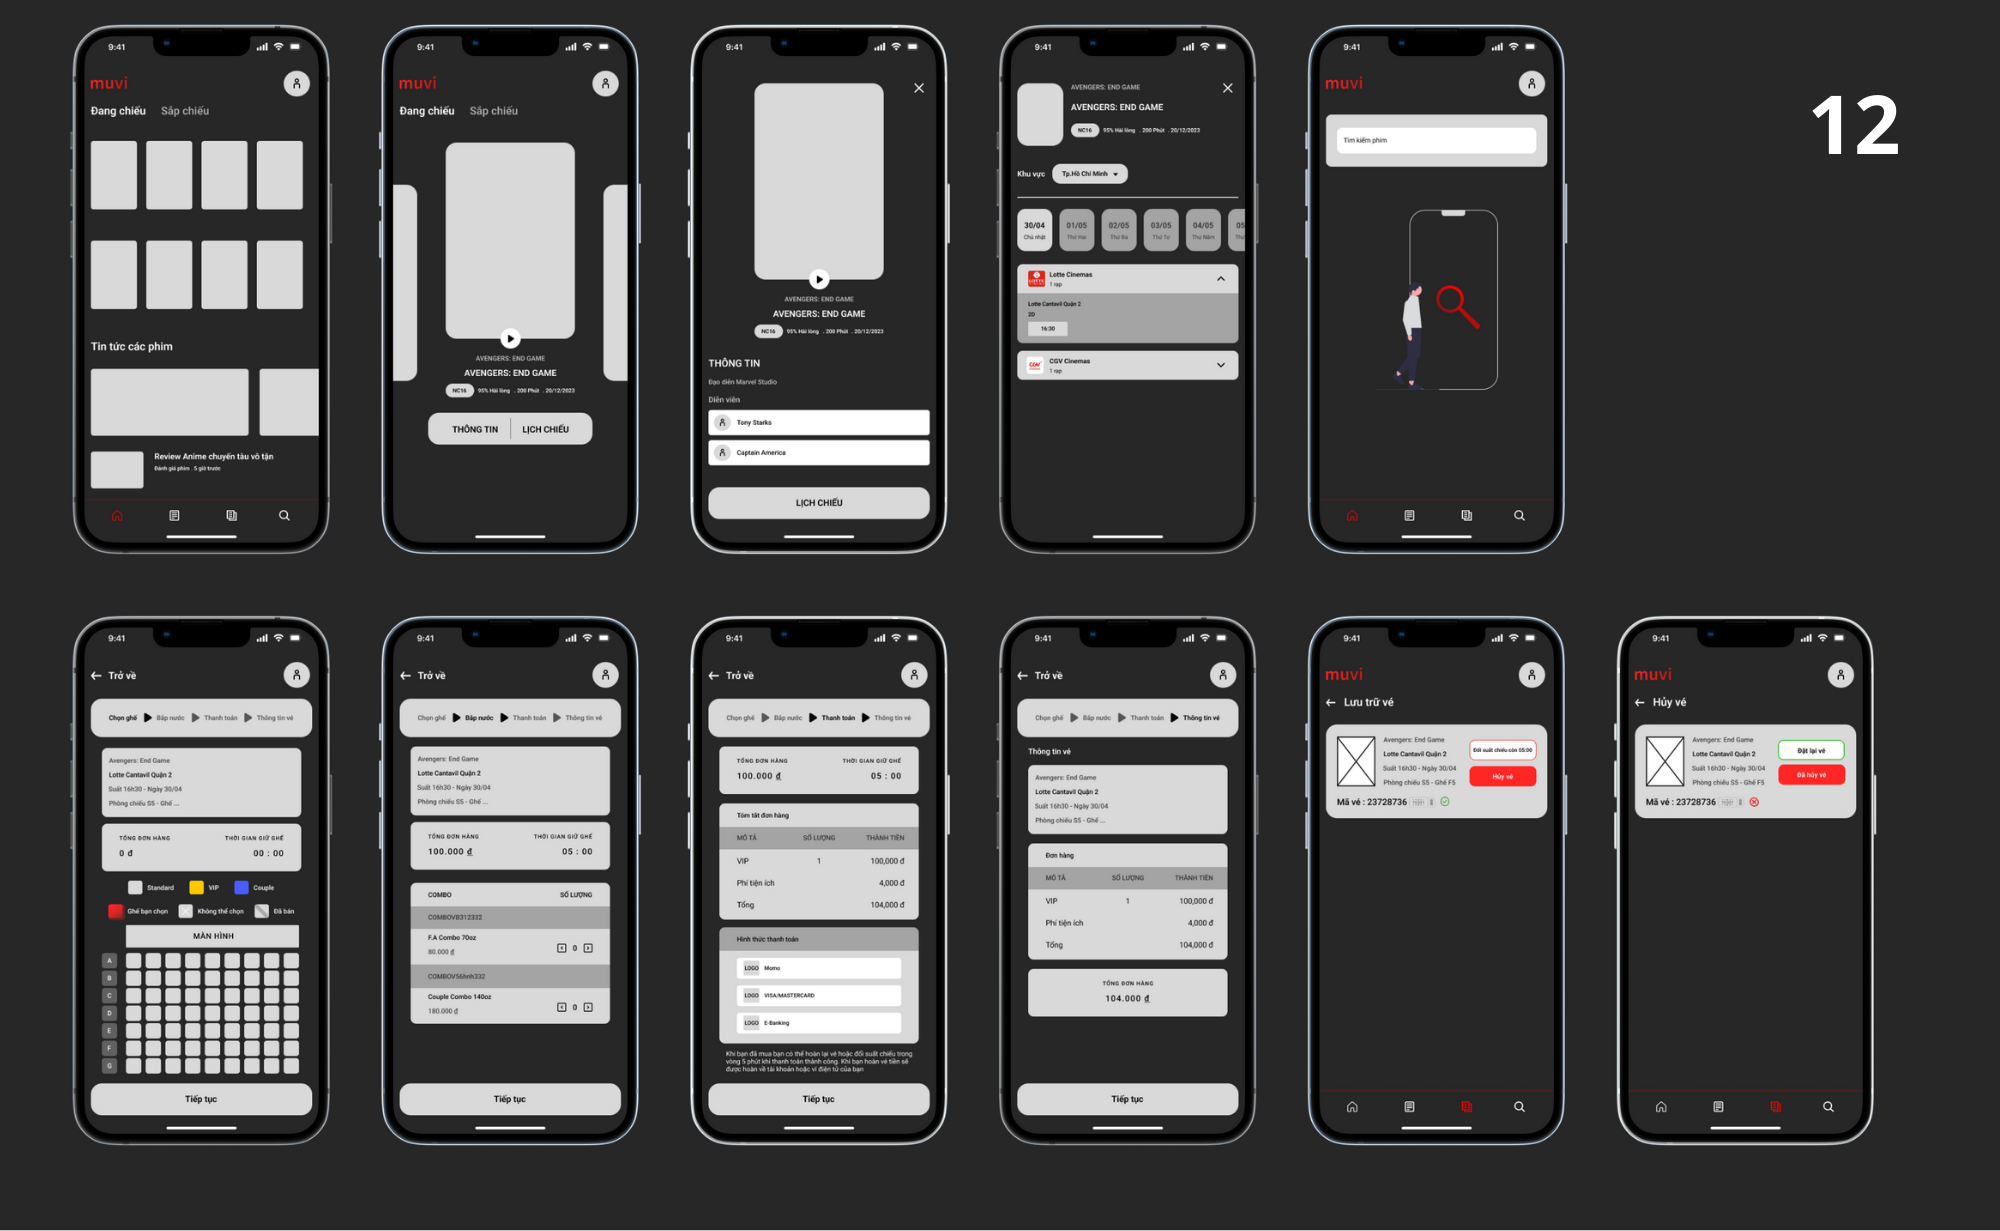 12
9:41
muvi
Đang chiếu Sắp chiếu
Tin tức các phim
Review Anime chuyến tàu vô tận
Đánh giá phim . 5 giờ trước
9:41
muvi
Đang chiếu Sắp chiếu
AVENGERS: END GAME
AVENGERS: END GAME
NC16 95% Hài lòng . 200 Phút . 20/12/2023
THÔNG TIN LỊCH CHIẾU
9:41
AVENGERS: END GAME
AVENGERS: END GAME
NC16 95% Hài lòng . 200 Phút . 20/12/2023
THÔNG TIN
Đạo diễn Marvel Studio
Diễn viên
Tony Starks
Captain America
LỊCH CHIẾU
9:41
AVENGERS: END GAME
AVENGERS: END GAME
NC16 95% Hài lòng . 200 Phút . 20/12/2023
Khu vực Tp.Hồ Chí Minh
30/04 01/05 02/05 03/05 04/05 05
Chủ nhật Thứ Hai Thứ Ba Thứ Tư Thứ Năm Thứ
LOTTE Lotte Cinemas
1 rạp
Lotte Cantavil Quận 2
2D
16:30
CGV CGV Cinemas
1 rạp
9:41
muvi
Tìm kiếm phim
9:41
Trở về
Chọn ghế Bắp nước Thanh toán Thông tin vé
Avengers: End Game
Lotte Cantavil Quận 2
Suất 16h30 - Ngày 30/04
Phòng chiếu S5 - Ghế ...
TỔNG ĐƠN HÀNG THỜI GIAN GIỮ GHẾ
0 đ 00 : 00
Standard VIP Couple
Ghế bạn chọn Không thể chọn Đã bán
MÀN HÌNH
A
B
C
D
E
F
G
Tiếp tục
9:41
Trở về
Chọn ghế Bắp nước Thanh toán Thông tin vé
Avengers: End Game
Lotte Cantavil Quận 2
Suất 16h30 - Ngày 30/04
Phòng chiếu S5 - Ghế ...
TỔNG ĐƠN HÀNG THỜI GIAN GIỮ GHẾ
100.000 ₫ 05 : 00
COMBO SỐ LƯỢNG
COMBOVB312332
F.A Combo 70oz
80.000 ₫
0
COMBOV56hnh332
Couple Combo 140oz
180.000 ₫
0
Tiếp tục
9:41
Trở về
Chọn ghế Bắp nước Thanh toán Thông tin vé
TỔNG ĐƠN HÀNG THỜI GIAN GIỮ GHẾ
100.000 ₫ 05 : 00
Tóm tắt đơn hàng
MÔ TẢ SỐ LƯỢNG THÀNH TIỀN
VIP 1 100,000 đ
Phí tiện ích 4,000 đ
Tổng 104,000 đ
Hình thức thanh toán
LOGO Momo
LOGO VISA/MASTERCARD
LOGO E-Banking
Khi bạn đã mua bạn có thể hoàn lại vé hoặc đổi suất chiếu trong
vòng 5 phút khi thanh toán thành công. Khi bạn hoàn vé tiền sẽ
được hoàn về tài khoản hoặc ví điện tử của bạn
Tiếp tục
9:41
Trở về
Chọn ghế Bắp nước Thanh toán Thông tin vé
Thông tin vé
Avengers: End Game
Lotte Cantavil Quận 2
Suất 16h30 - Ngày 30/04
Phòng chiếu S5 - Ghế ...
Đơn hàng
MÔ TẢ SỐ LƯỢNG THÀNH TIỀN
VIP 1 100,000 đ
Phí tiện ích 4,000 đ
Tổng 104,000 đ
TỔNG ĐƠN HÀNG
104.000 ₫
Tiếp tục
9:41
muvi
Lưu trữ vé
Avengers: End Game
Lotte Cantavil Quận 2
Suất 16h30 - Ngày 30/04
Phòng chiếu S5 - Ghế F5
Đổi suất chiếu còn 05:00
Hủy vé
Mã vé : 23728736
9:41
muvi
Hủy vé
Avengers: End Game
Lotte Cantavil Quận 2
Suất 16h30 - Ngày 30/04
Phòng chiếu S5 - Ghế F5
Đặt lại vé
Đã hủy vé
Mã vé : 23728736